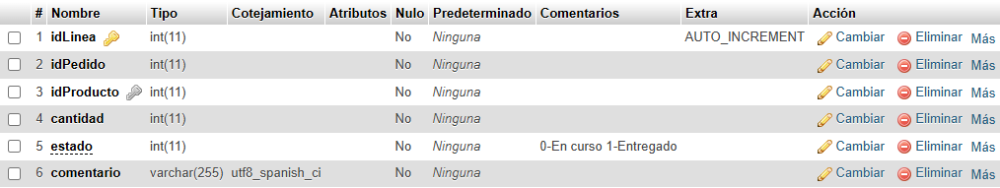 # Nombre Tipo Cotejamiento Atributos Nulo Predeterminado Comentarios Extra Acción
1 idLinea int(11) No Ninguna AUTO_INCREMENT Cambiar Eliminar Más
2 idPedido int(11) No Ninguna Cambiar Eliminar Más
3 idProducto int(11) No Ninguna Cambiar Eliminar Más
4 cantidad int(11) No Ninguna Cambiar Eliminar Más
5 estado int(11) No Ninguna 0-En curso 1-Entregado Cambiar Eliminar Más
6 comentario varchar(255) utf8_spanish_ci No Ninguna Cambiar Eliminar Más